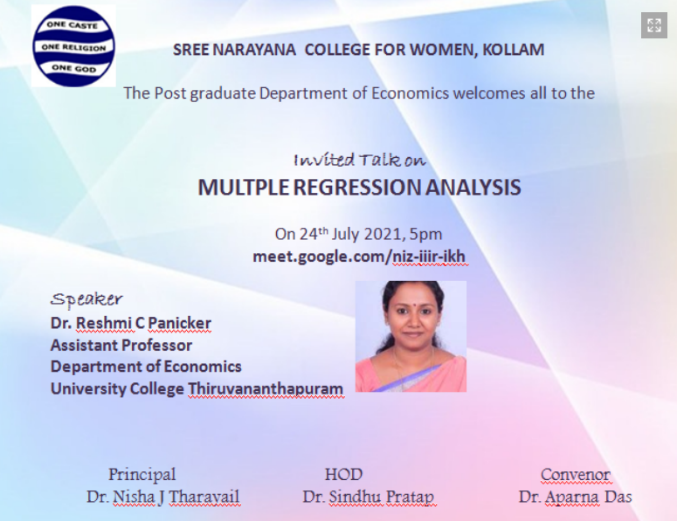 ONE CASTE
ONE RELIGION
ONE GOD
SREE NARAYANA COLLEGE FOR WOMEN, KOLLAM
The Post graduate Department of Economics welcomes all to the
Invited Talk on
MULTPLE REGRESSION ANALYSIS
On 24th July 2021, 5pm
meet.google.com/niz-iiir-ikh
Speaker
Dr. Reshmi C Panicker
Assistant Professor
Department of Economics
University College Thiruvananthapuram
Principal HOD Convenor
Dr. Nisha J Tharayail Dr. Sindhu Pratap Dr. Aparna Das